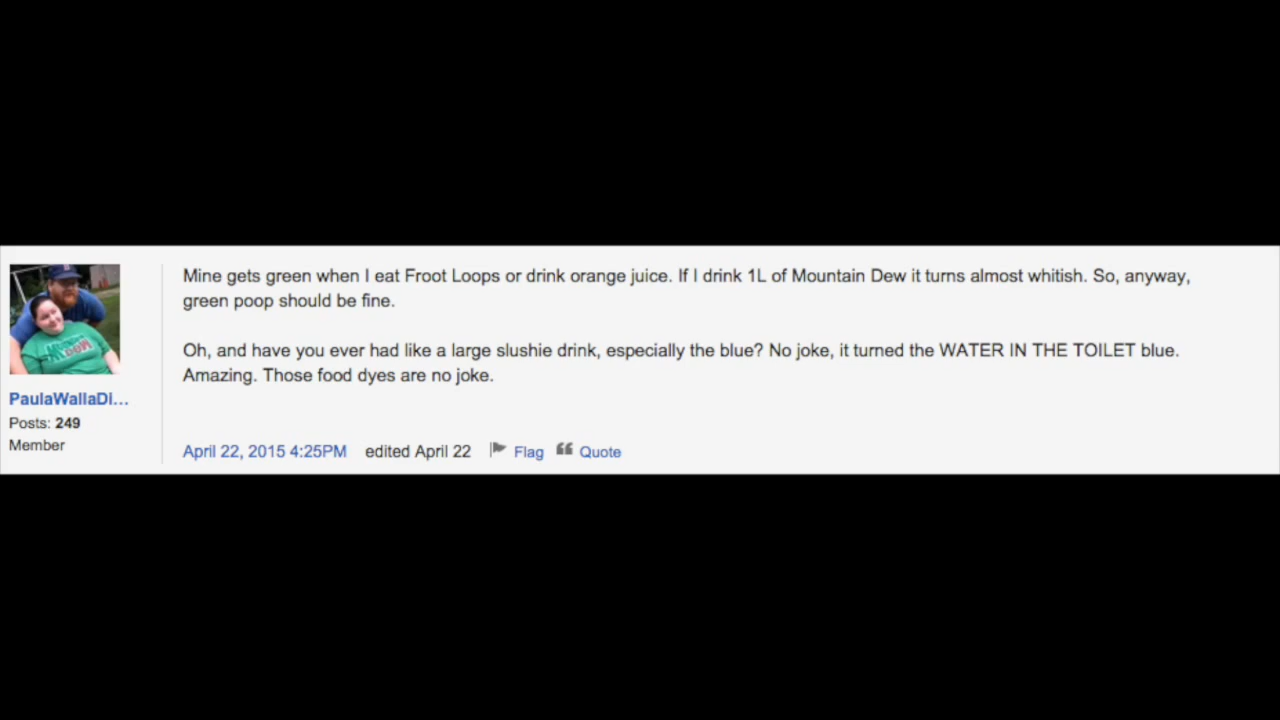 Mine gets green when I eat Froot Loops or drink orange juice. If I drink 1L of Mountain Dew it turns almost whitish. So, anyway,
green poop should be fine.
Oh, and have you ever had like a large slushie drink, especially the blue? No joke, it turned the WATER IN THE TOILET blue.
Amazing. Those food dyes are no joke.
PaulaWallaDi...
Posts: 249
Member
April 22, 2015 4:25PM edited April 22 Flag Quote